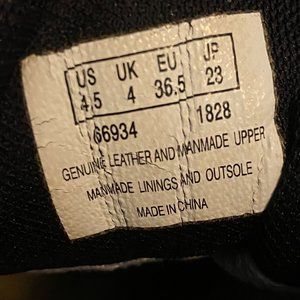 US UK EU JP
4.5 4 36.5 23
66934 1828
GENUINE LEATHER AND MANMADE UPPER
MANMADE LININGS AND OUTSOLE
MADE IN CHINA